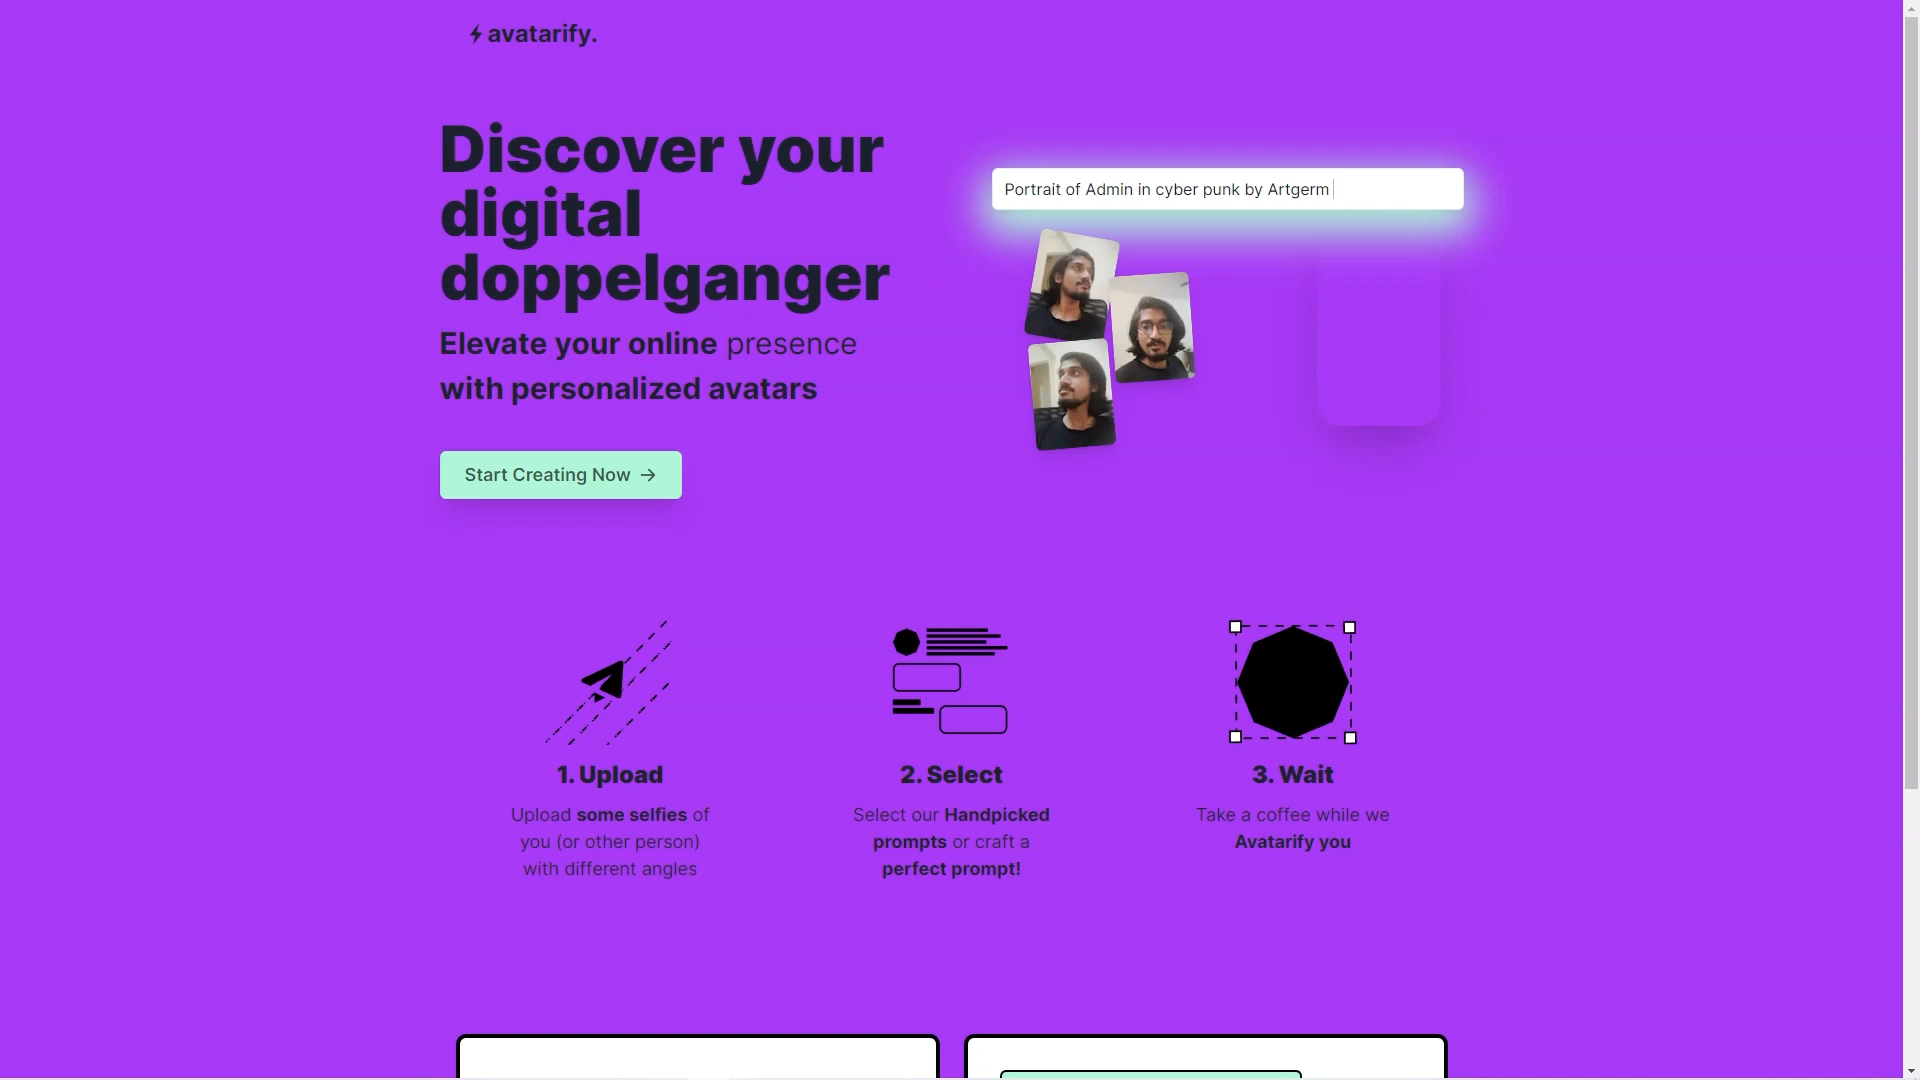 avatarify.
Discover your
digital
doppelganger
Elevate your online presence
with personalized avatars
Start Creating Now →
Portrait of Admin in cyber punk by Artgerm
1. Upload
Upload some selfies of
you (or other person)
with different angles
2. Select
Select our Handpicked
prompts or craft a
perfect prompt!
3. Wait
Take a coffee while we
Avatarify you